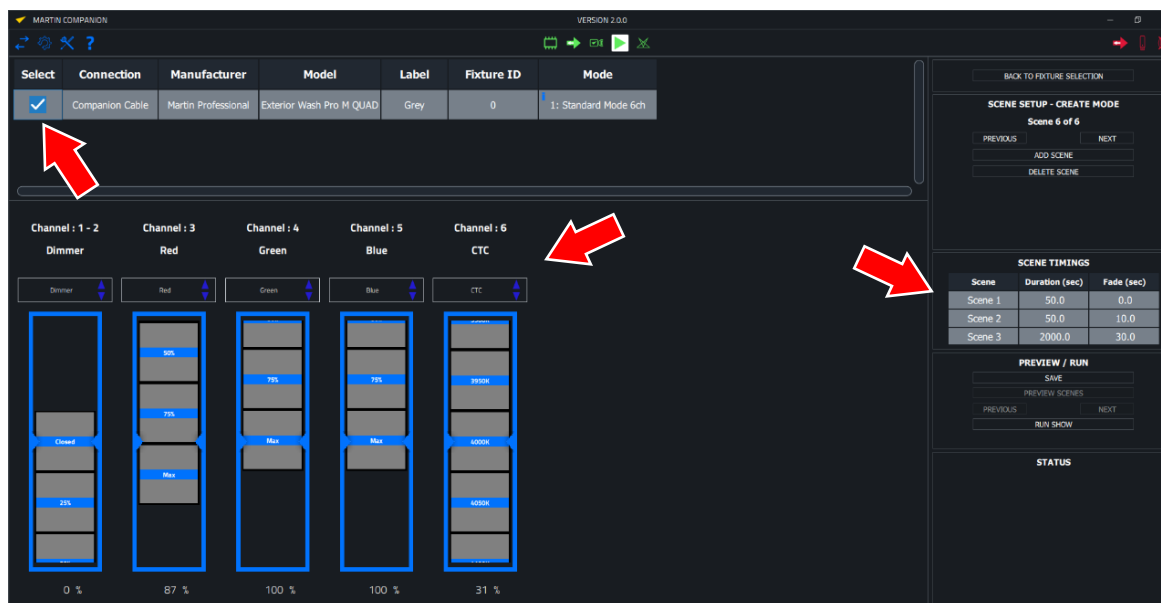 MARTIN COMPANION
VERSION 2.0.0
Select Connection Manufacturer Model Label Fixture ID Mode
Companion Cable Martin Professional Exterior Wash Pro M QUAD Grey 0 1: Standard Mode 6ch
BACK TO FIXTURE SELECTION
SCENE SETUP - CREATE MODE
Scene 6 of 6
PREVIOUS NEXT
ADD SCENE
DELETE SCENE
Channel : 1 - 2 Channel : 3 Channel : 4 Channel : 5 Channel : 6
Dimmer Red Green Blue CTC
Dimmer Red Green Blue CTC
50%
75% 75% 3950K
75%
Closed Max Max 4000K
Max
25% 4050K
0 % 87 % 100 % 100 % 31 %
SCENE TIMINGS
Scene Duration (sec) Fade (sec)
Scene 1 50.0 0.0
Scene 2 50.0 10.0
Scene 3 2000.0 30.0
PREVIEW / RUN
SAVE
PREVIEW SCENES
PREVIOUS NEXT
RUN SHOW
STATUS